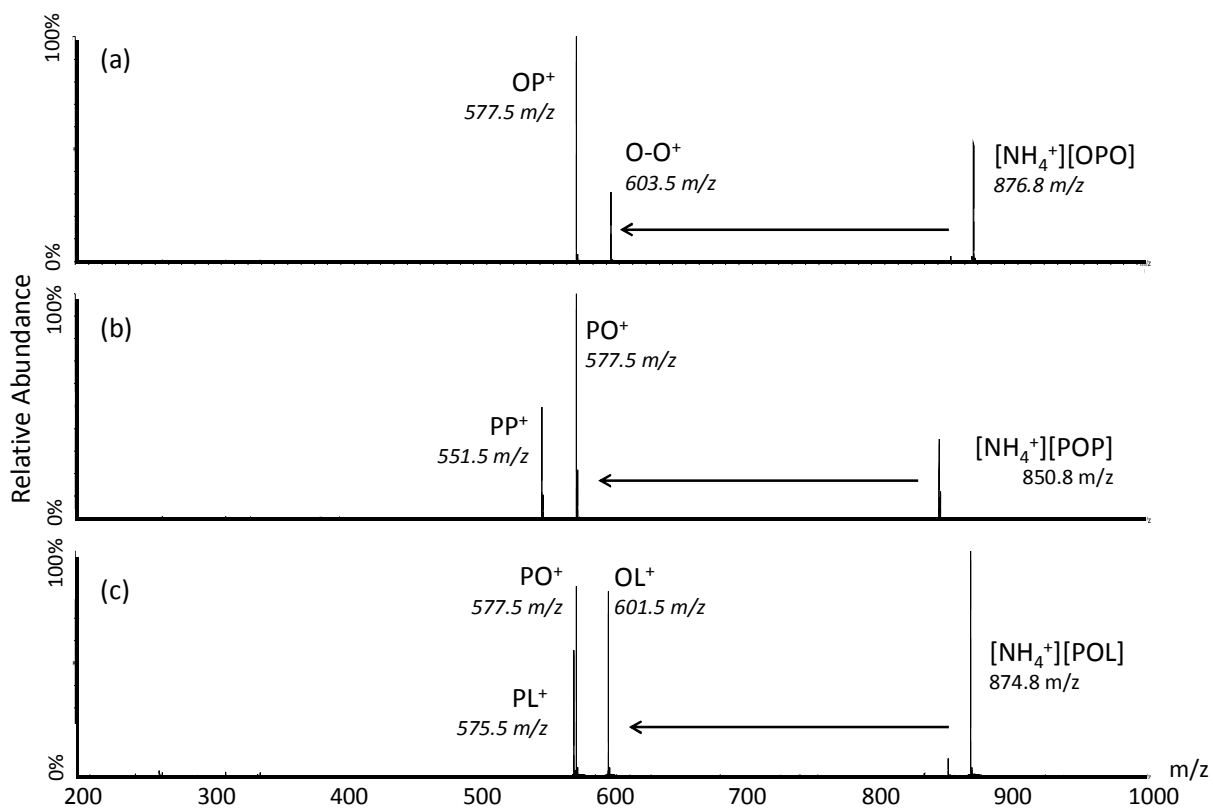 100%
(a)
OP⁺
577.5 m/z
O-O⁺
603.5 m/z
[NH₄⁺][OPO]
876.8 m/z
0%
Relative Abundance
100%
(b)
PO⁺
577.5 m/z
PP⁺
551.5 m/z
[NH₄⁺][POP]
850.8 m/z
0%
100%
(c)
PO⁺
577.5 m/z
OL⁺
601.5 m/z
PL⁺
575.5 m/z
[NH₄⁺][POL]
874.8 m/z
0%
m/z
200 300 400 500 600 700 800 900 1000